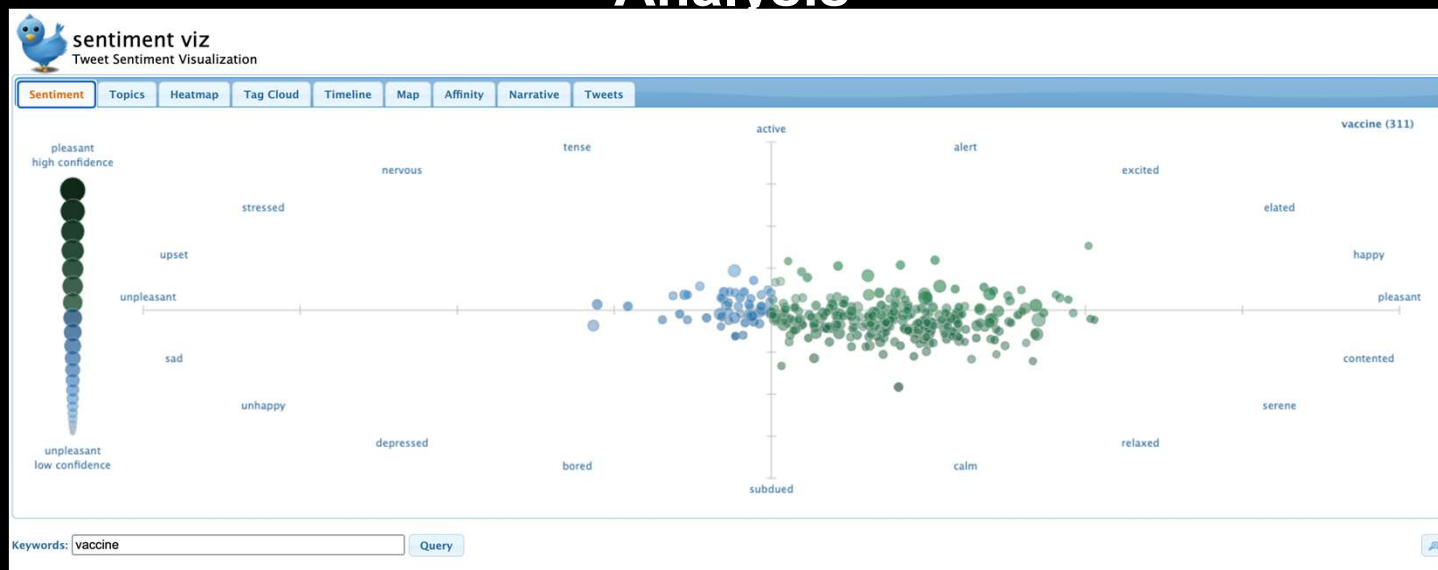 Analysis
sentiment viz
Tweet Sentiment Visualization
Sentiment Topics Heatmap Tag Cloud Timeline Map Affinity Narrative Tweets
vaccine (311)
active
tense alert
pleasant
high confidence
nervous excited
stressed elated
upset happy
unpleasant pleasant
sad contented
unhappy serene
depressed relaxed
unpleasant
low confidence
bored calm
subdued
Keywords: vaccine Query